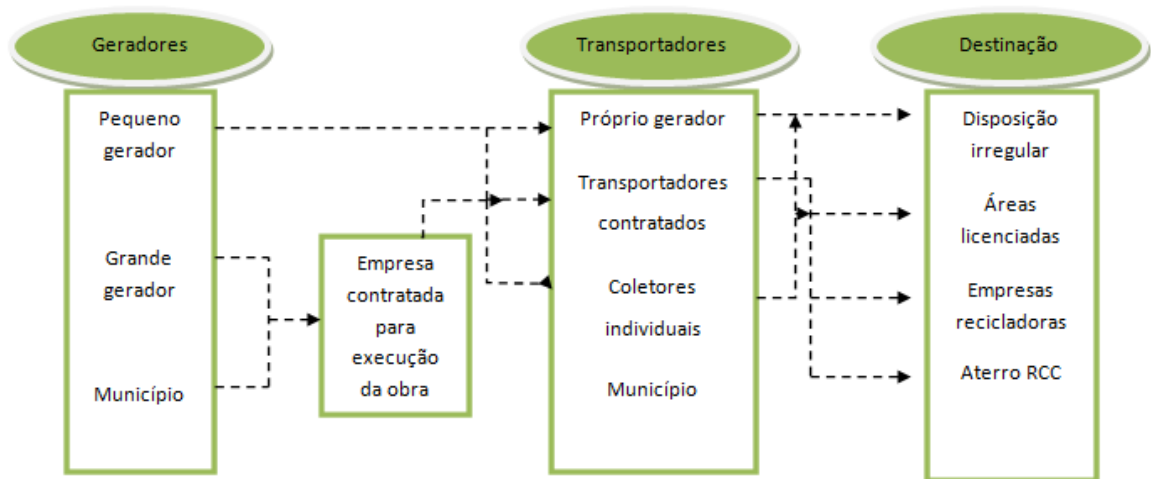 Geradores
Pequeno
gerador
Grande
gerador
Município
Empresa
contratada
para
execução
da obra
Transportadores
Próprio gerador
Transportadores
contratados
Coletores
individuais
Município
Destinação
Disposição
irregular
Áreas
licenciadas
Empresas
recicladoras
Aterro RCC